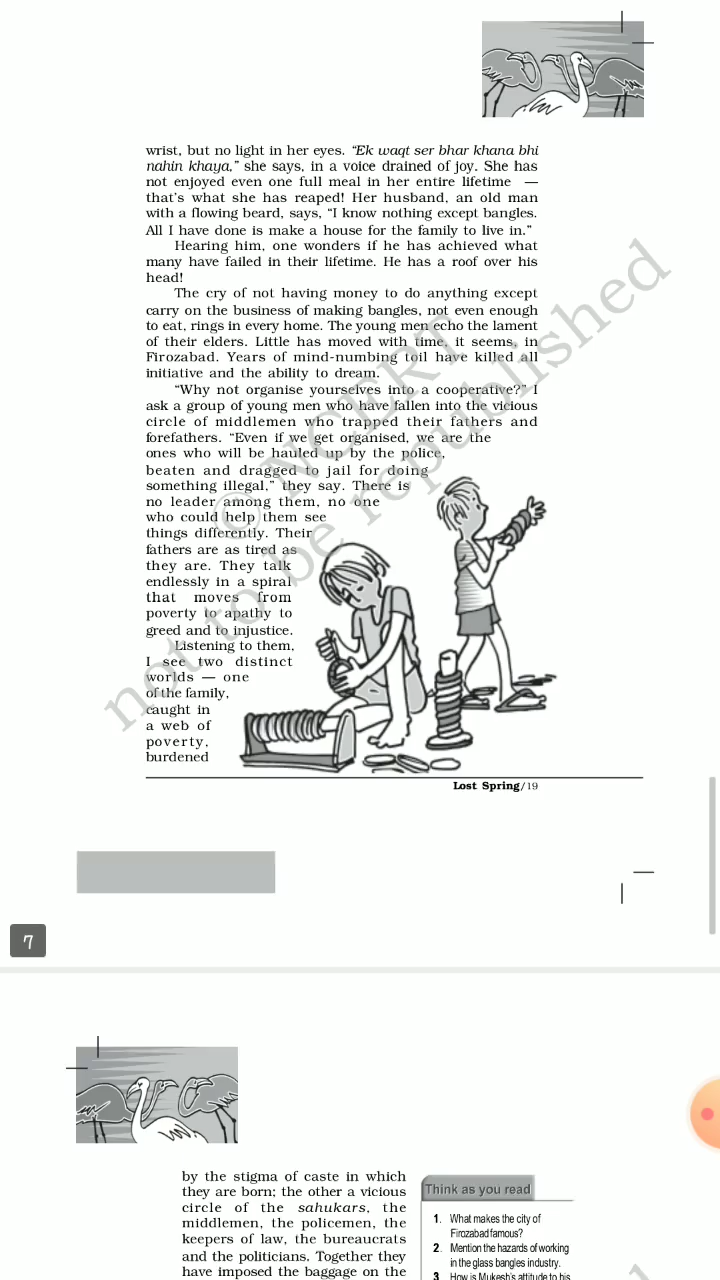 wrist, but no light in her eyes. “Ek waqt ser bhar khana bhi
nahin khaya,” she says, in a voice drained of joy. She has
not enjoyed even one full meal in her entire lifetime —
that’s what she has reaped! Her husband, an old man
with a flowing beard, says, “I know nothing except bangles.
All I have done is make a house for the family to live in.”
Hearing him, one wonders if he has achieved what
many have failed in their lifetime. He has a roof over his
head!
The cry of not having money to do anything except
carry on the business of making bangles, not even enough
to eat, rings in every home. The young men echo the lament
of their elders. Little has moved with time, it seems, in
Firozabad. Years of mind-numbing toil have killed all
initiative and the ability to dream.
“Why not organise yourselves into a cooperative?” I
ask a group of young men who have fallen into the vicious
circle of middlemen who trapped their fathers and
forefathers. “Even if we get organised, we are the
ones who will be hauled up by the police,
beaten and dragged to jail for doing
something illegal,” they say. There is
no leader among them, no one
who could help them see
things differently. Their
fathers are as tired as
they are. They talk
endlessly in a spiral
that moves from
poverty to apathy to
greed and to injustice.
Listening to them,
I see two distinct
worlds — one
of the family,
caught in
a web of
poverty,
burdened
© NCERT
not to be republished
Lost Spring/19
7
by the stigma of caste in which
they are born; the other a vicious
circle of the sahukars, the
middlemen, the policemen, the
keepers of law, the bureaucrats
and the politicians. Together they
have imposed the baggage on the
Think as you read
1. What makes the city of
Firozabad famous?
2. Mention the hazards of working
in the glass bangles industry.
3. How is Mukesh’s attitude to his